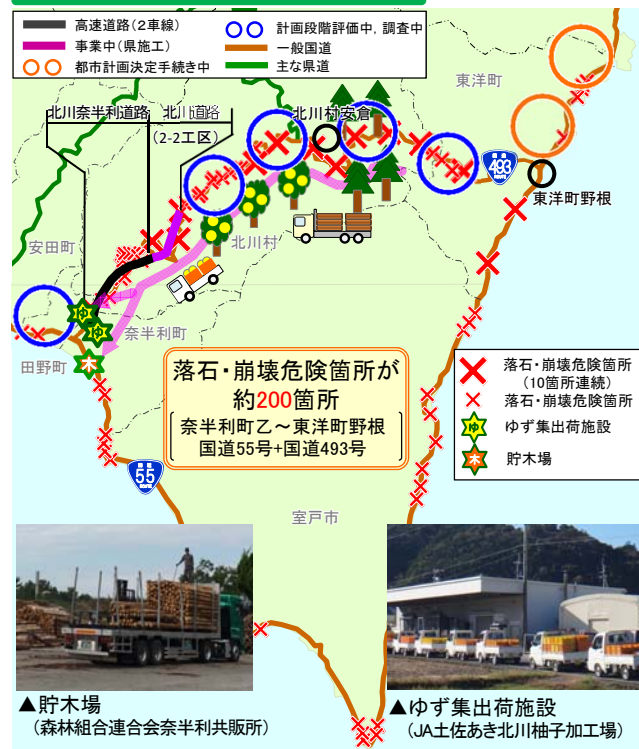 高速道路(2車線)
事業中(県施工)
都市計画決定手続き中
計画段階評価中,調査中
一般国道
主な県道
東洋町
北川奈半利道路
北川道路
(2-2工区)
北川村安倉
493
ROUTE
東洋町野根
安田町
北川村
ゆ
ゆ
奈半利町
田野町
木
落石・崩壊危険箇所が
約200箇所
奈半利町乙~東洋町野根
国道55号+国道493号
落石・崩壊危険箇所
(10箇所連続)
落石・崩壊危険箇所
ゆ
ゆず集出荷施設
木
貯木場
55
ROUTE
室戸市
▲貯木場
(森林組合連合会奈半利共販所)
▲ゆず集出荷施設
(JA土佐あき北川柚子加工場)